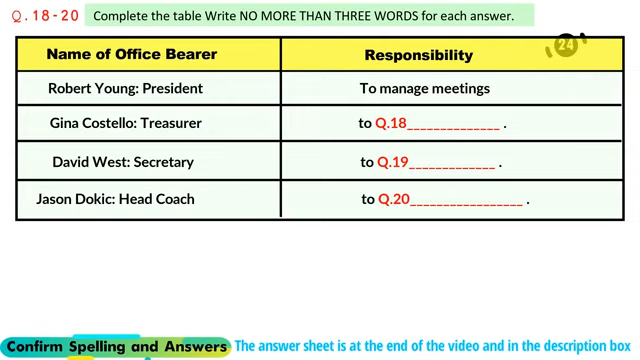 Q.18-20 Complete the table Write NO MORE THAN THREE WORDS for each answer.
24
Name of Office Bearer Responsibility
Robert Young: President To manage meetings
Gina Costello: Treasurer to Q.18______________ .
David West: Secretary to Q.19_____________ .
Jason Dokic: Head Coach to Q.20_________________ .
Confirm Spelling and Answers The answer sheet is at the end of the video and in the description box